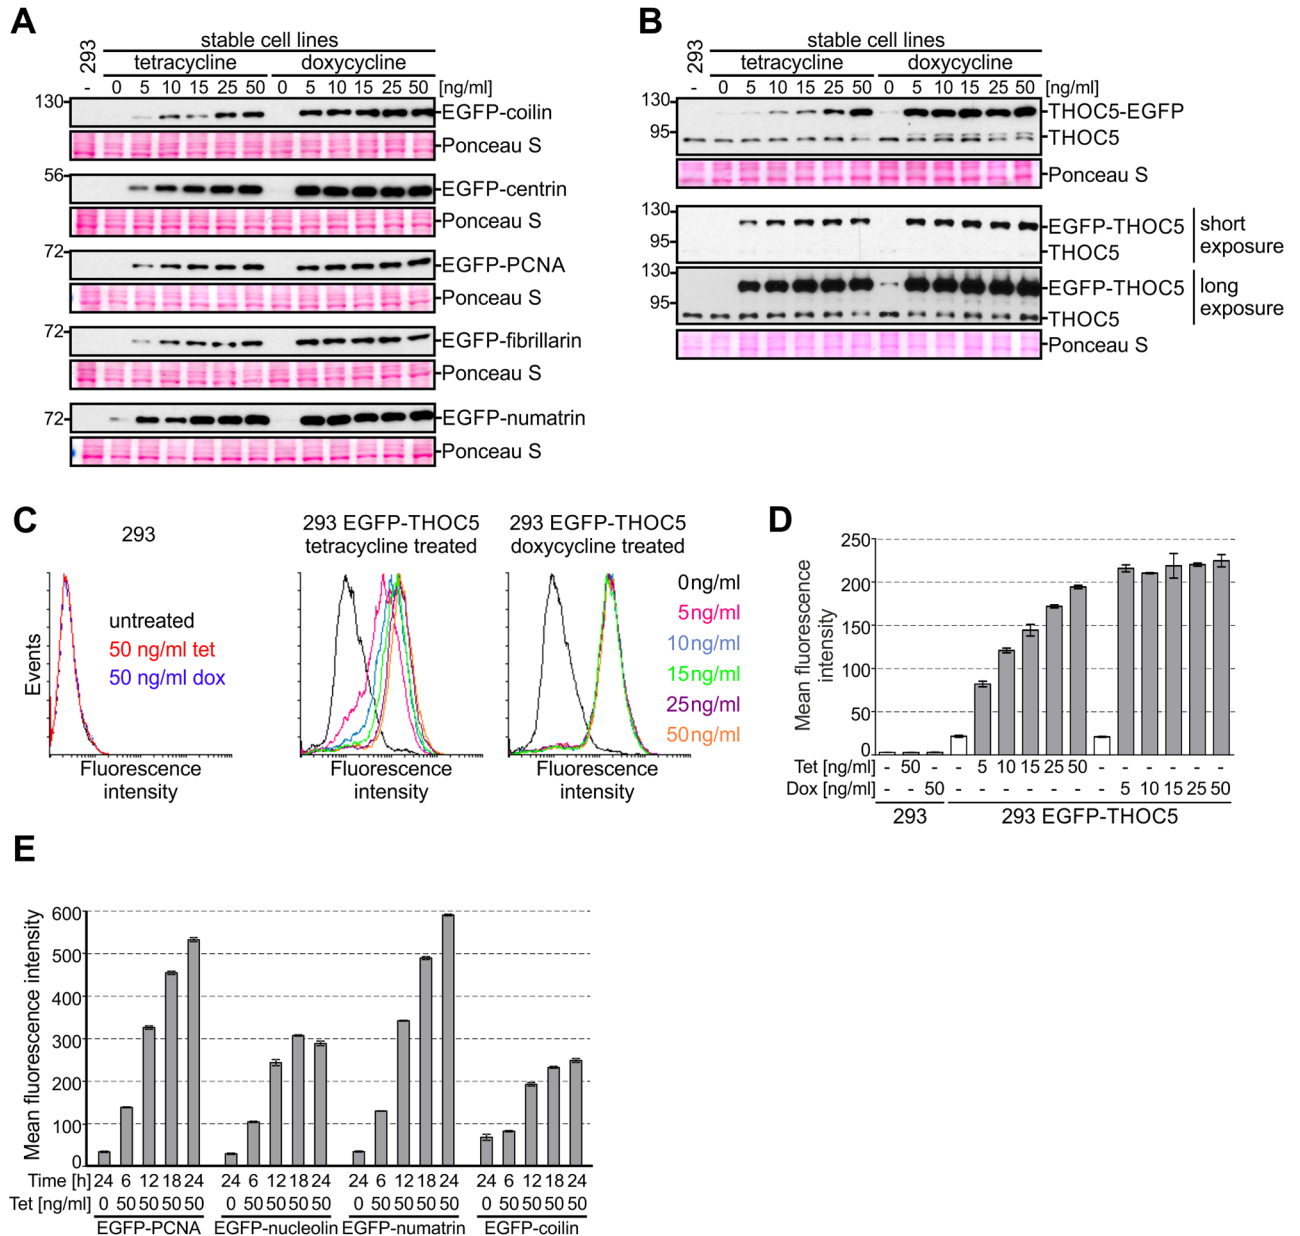 A
293
stable cell lines
tetracycline doxycycline
- 0 5 10 15 25 50 0 5 10 15 25 50 [ng/ml]
130 EGFP-coilin
Ponceau S
56 EGFP-centrin
Ponceau S
72 EGFP-PCNA
Ponceau S
72 EGFP-fibrillarin
Ponceau S
72 EGFP-numatrin
Ponceau S
B
293
stable cell lines
tetracycline doxycycline
- 0 5 10 15 25 50 0 5 10 15 25 50 [ng/ml]
130 THOC5-EGFP
95 THOC5
Ponceau S
130 EGFP-THOC5 short
95 THOC5 exposure
130 EGFP-THOC5 long
95 THOC5 exposure
Ponceau S
C
293
untreated
50 ng/ml tet
50 ng/ml dox
Events
Fluorescence
intensity
293 EGFP-THOC5
tetracycline treated
Fluorescence
intensity
293 EGFP-THOC5
doxycycline treated
Fluorescence
intensity
0ng/ml
5ng/ml
10ng/ml
15ng/ml
25ng/ml
50ng/ml
D
Mean fluorescence
intensity
250
200
150
100
50
0
Tet [ng/ml] - 50 - - 5 10 15 25 50 - - - - - -
Dox [ng/ml] - - 50 - - - - - - - 5 10 15 25 50
293 293 EGFP-THOC5
E
Mean fluorescence intensity
600
500
400
300
200
100
0
Time [h] 24 6 12 18 24 24 6 12 18 24 24 6 12 18 24 24 6 12 18 24
Tet [ng/ml] 0 50 50 50 50 0 50 50 50 50 0 50 50 50 50 0 50 50 50 50
EGFP-PCNA EGFP-nucleolin EGFP-numatrin EGFP-coilin